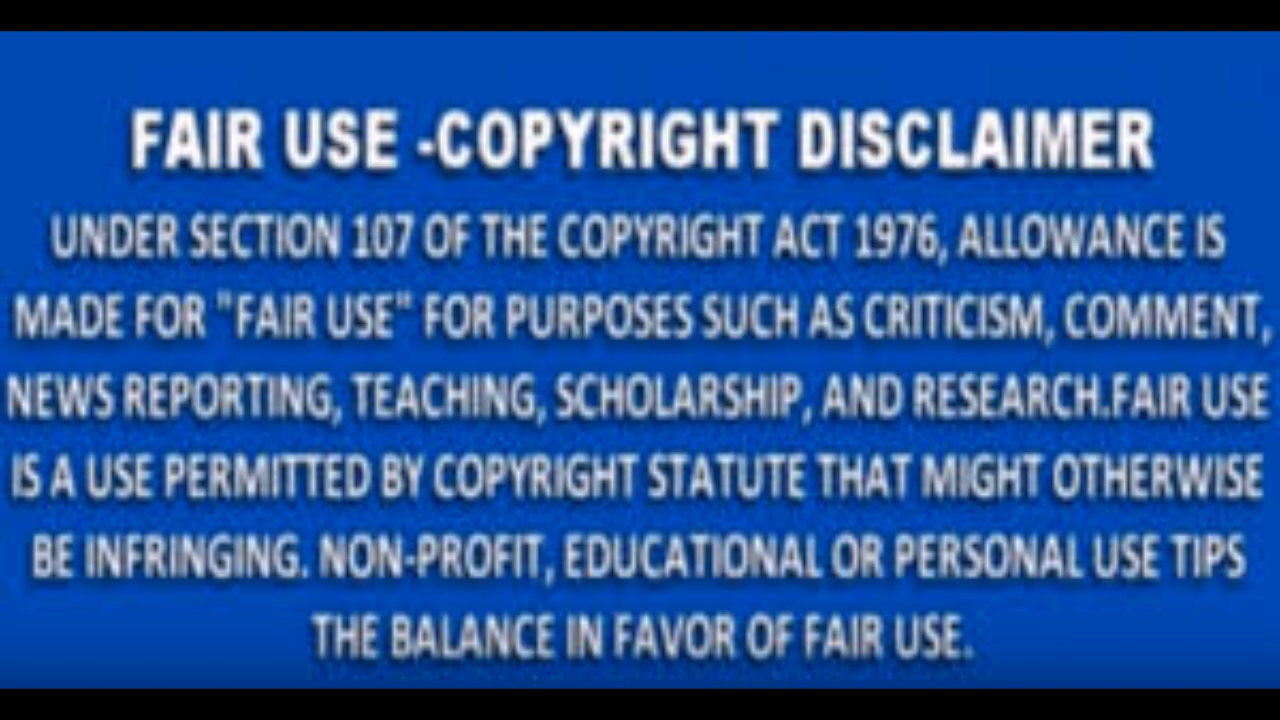 FAIR USE -COPYRIGHT DISCLAIMER
UNDER SECTION 107 OF THE COPYRIGHT ACT 1976, ALLOWANCE IS
MADE FOR "FAIR USE" FOR PURPOSES SUCH AS CRITICISM, COMMENT,
NEWS REPORTING, TEACHING, SCHOLARSHIP, AND RESEARCH.FAIR USE
IS A USE PERMITTED BY COPYRIGHT STATUTE THAT MIGHT OTHERWISE
BE INFRINGING. NON-PROFIT, EDUCATIONAL OR PERSONAL USE TIPS
THE BALANCE IN FAVOR OF FAIR USE.